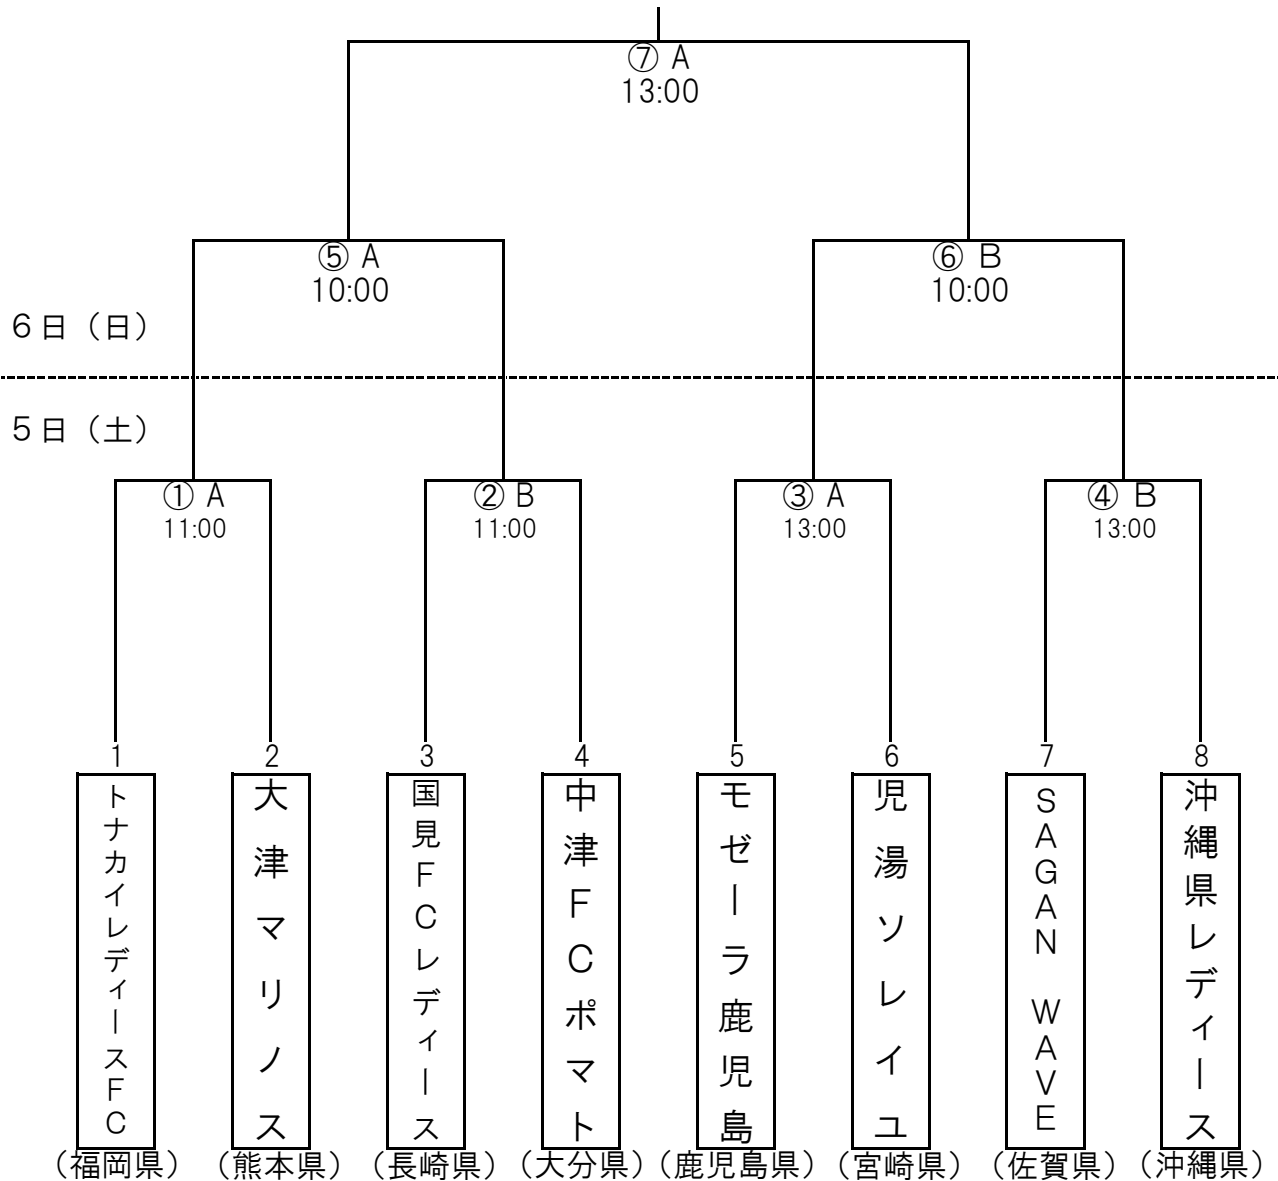 ⑦ A
13:00
⑤ A
10:00
⑥ B
10:00
6日（日）
5日（土）
① A
11:00
② B
11:00
③ A
13:00
④ B
13:00
1
2
3
4
5
6
7
8
トナカイレディースFC
大津マリノス
国見FCレディース
中津FCポマト
モゼーラ鹿児島
児湯ソレイユ
SAGAN WAVE
沖縄県レディース
（福岡県）
（熊本県）
（長崎県）
（大分県）
（鹿児島県）
（宮崎県）
（佐賀県）
（沖縄県）